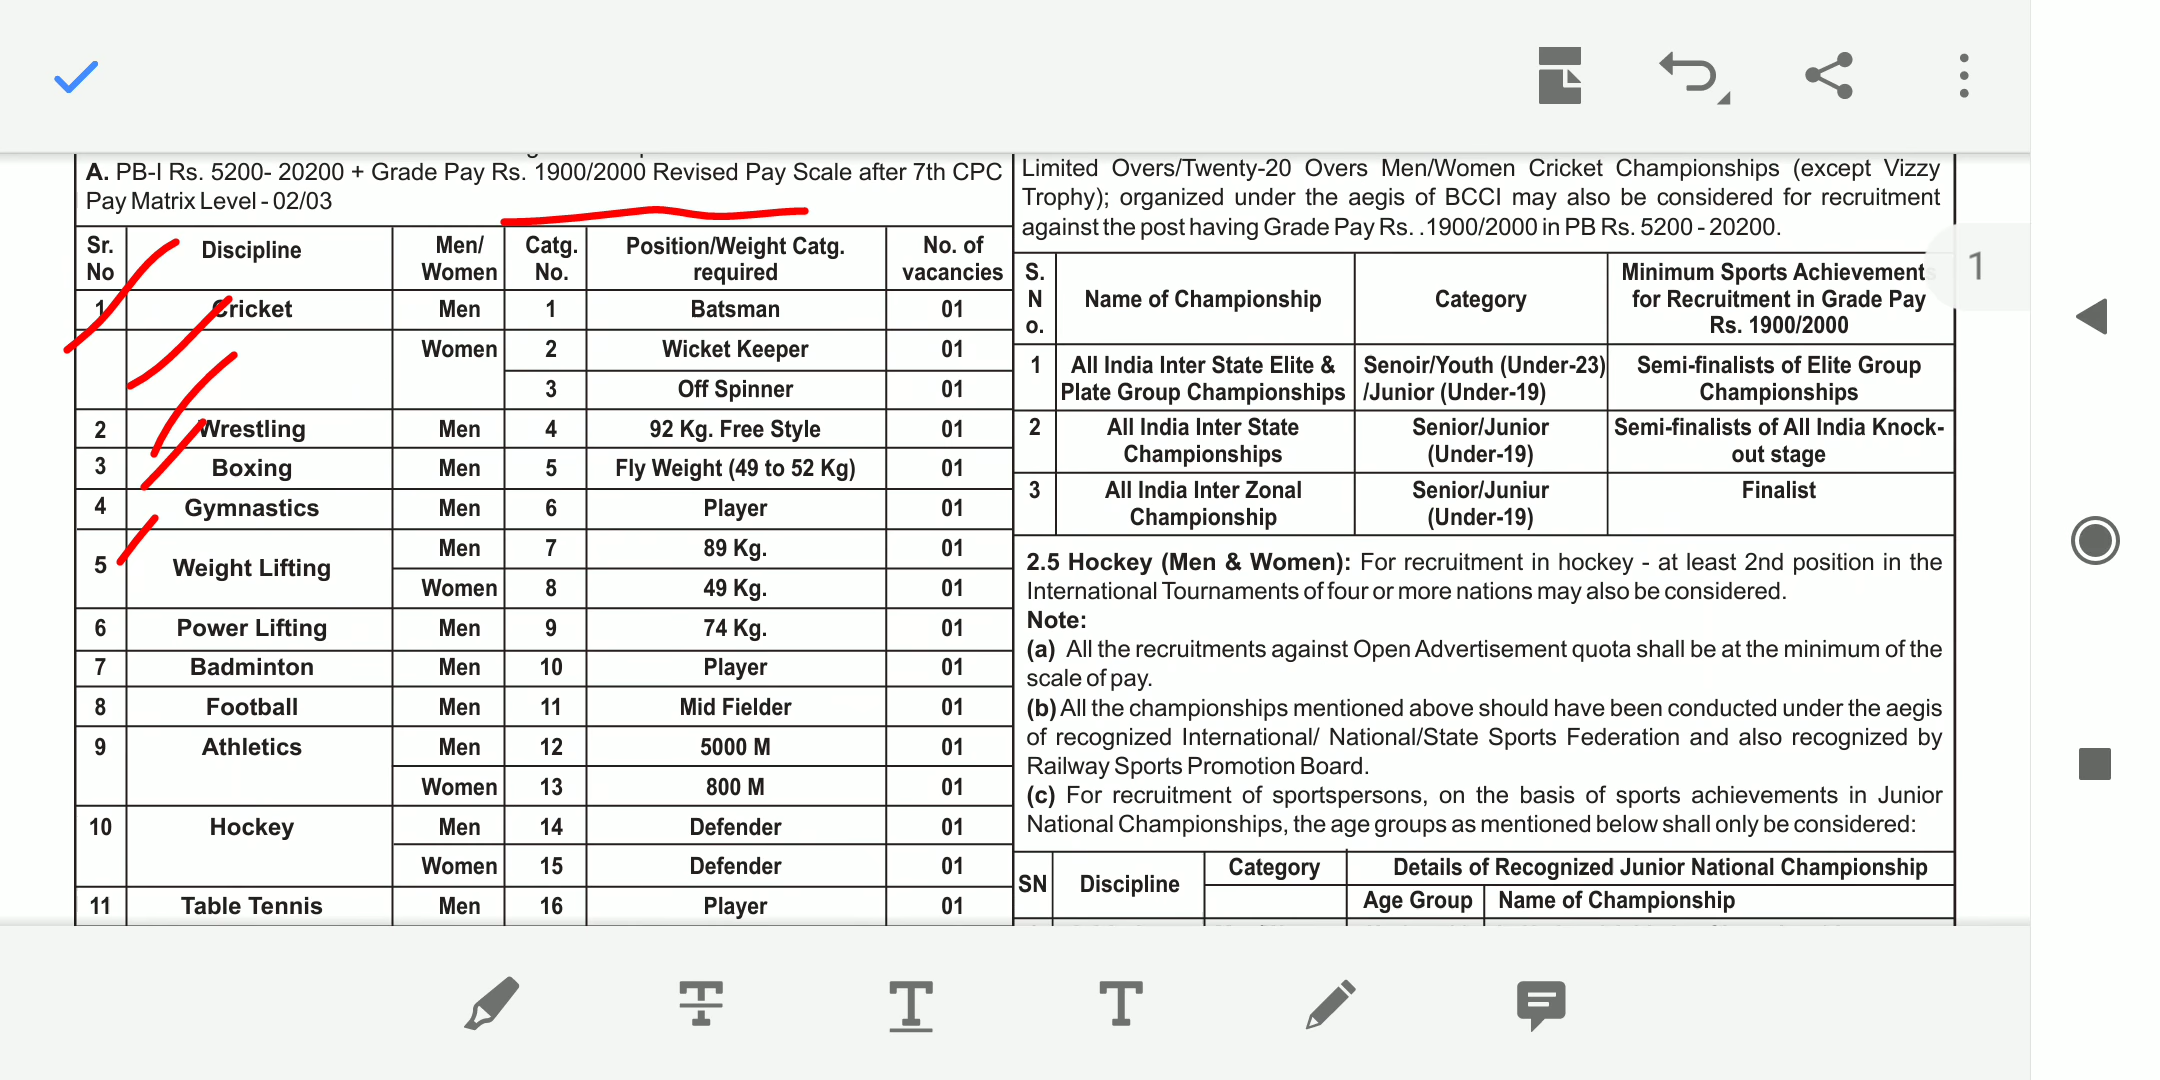 A. PB-I Rs. 5200- 20200 + Grade Pay Rs. 1900/2000 Revised Pay Scale after 7th CPC
Pay Matrix Level - 02/03
Sr. No Discipline Men/ Women Catg. No. Position/Weight Catg. required No. of vacancies
1 Cricket Men 1 Batsman 01
Women 2 Wicket Keeper 01
3 Off Spinner 01
2 Wrestling Men 4 92 Kg. Free Style 01
3 Boxing Men 5 Fly Weight (49 to 52 Kg) 01
4 Gymnastics Men 6 Player 01
5 Weight Lifting Men 7 89 Kg. 01
Women 8 49 Kg. 01
6 Power Lifting Men 9 74 Kg. 01
7 Badminton Men 10 Player 01
8 Football Men 11 Mid Fielder 01
9 Athletics Men 12 5000 M 01
Women 13 800 M 01
10 Hockey Men 14 Defender 01
Women 15 Defender 01
11 Table Tennis Men 16 Player 01
Limited Overs/Twenty-20 Overs Men/Women Cricket Championships (except Vizzy
Trophy); organized under the aegis of BCCI may also be considered for recruitment
against the post having Grade Pay Rs. .1900/2000 in PB Rs. 5200 - 20200.
1
S. N o. Name of Championship Category Minimum Sports Achievements for Recruitment in Grade Pay Rs. 1900/2000
1 All India Inter State Elite & Plate Group Championships Senoir/Youth (Under-23) /Junior (Under-19) Semi-finalists of Elite Group Championships
2 All India Inter State Championships Senior/Junior (Under-19) Semi-finalists of All India Knock-out stage
3 All India Inter Zonal Championship Senior/Juniur (Under-19) Finalist
2.5 Hockey (Men & Women): For recruitment in hockey - at least 2nd position in the
International Tournaments of four or more nations may also be considered.
Note:
(a) All the recruitments against Open Advertisement quota shall be at the minimum of the
scale of pay.
(b) All the championships mentioned above should have been conducted under the aegis
of recognized International/ National/State Sports Federation and also recognized by
Railway Sports Promotion Board.
(c) For recruitment of sportspersons, on the basis of sports achievements in Junior
National Championships, the age groups as mentioned below shall only be considered:
SN Discipline Category Details of Recognized Junior National Championship
Age Group Name of Championship